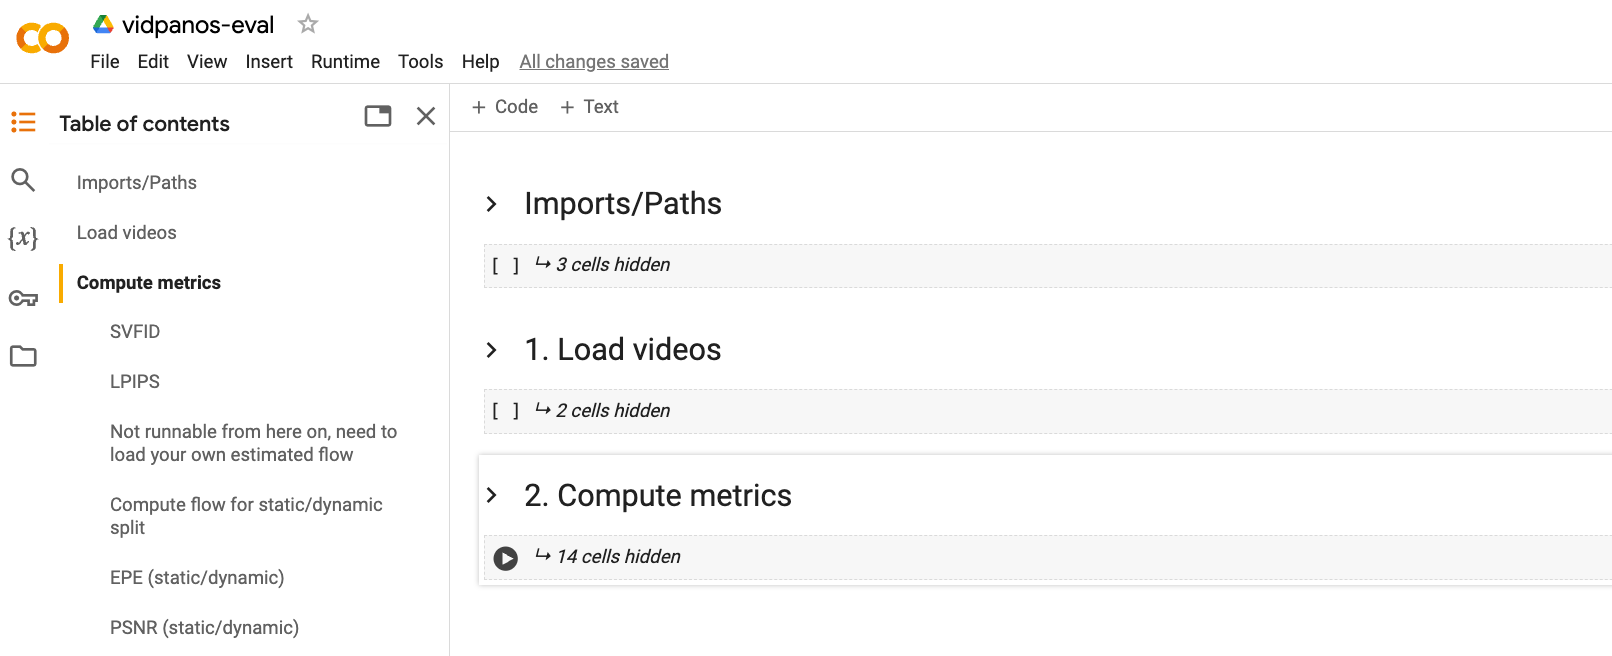 vidpanos-eval
File Edit View Insert Runtime Tools Help All changes saved
Table of contents
Imports/Paths
Load videos
Compute metrics
SVFID
LPIPS
Not runnable from here on, need to
load your own estimated flow
Compute flow for static/dynamic
split
EPE (static/dynamic)
PSNR (static/dynamic)
{x}
+ Code + Text
Imports/Paths
[ ] ↳ 3 cells hidden
1. Load videos
[ ] ↳ 2 cells hidden
2. Compute metrics
↳ 14 cells hidden